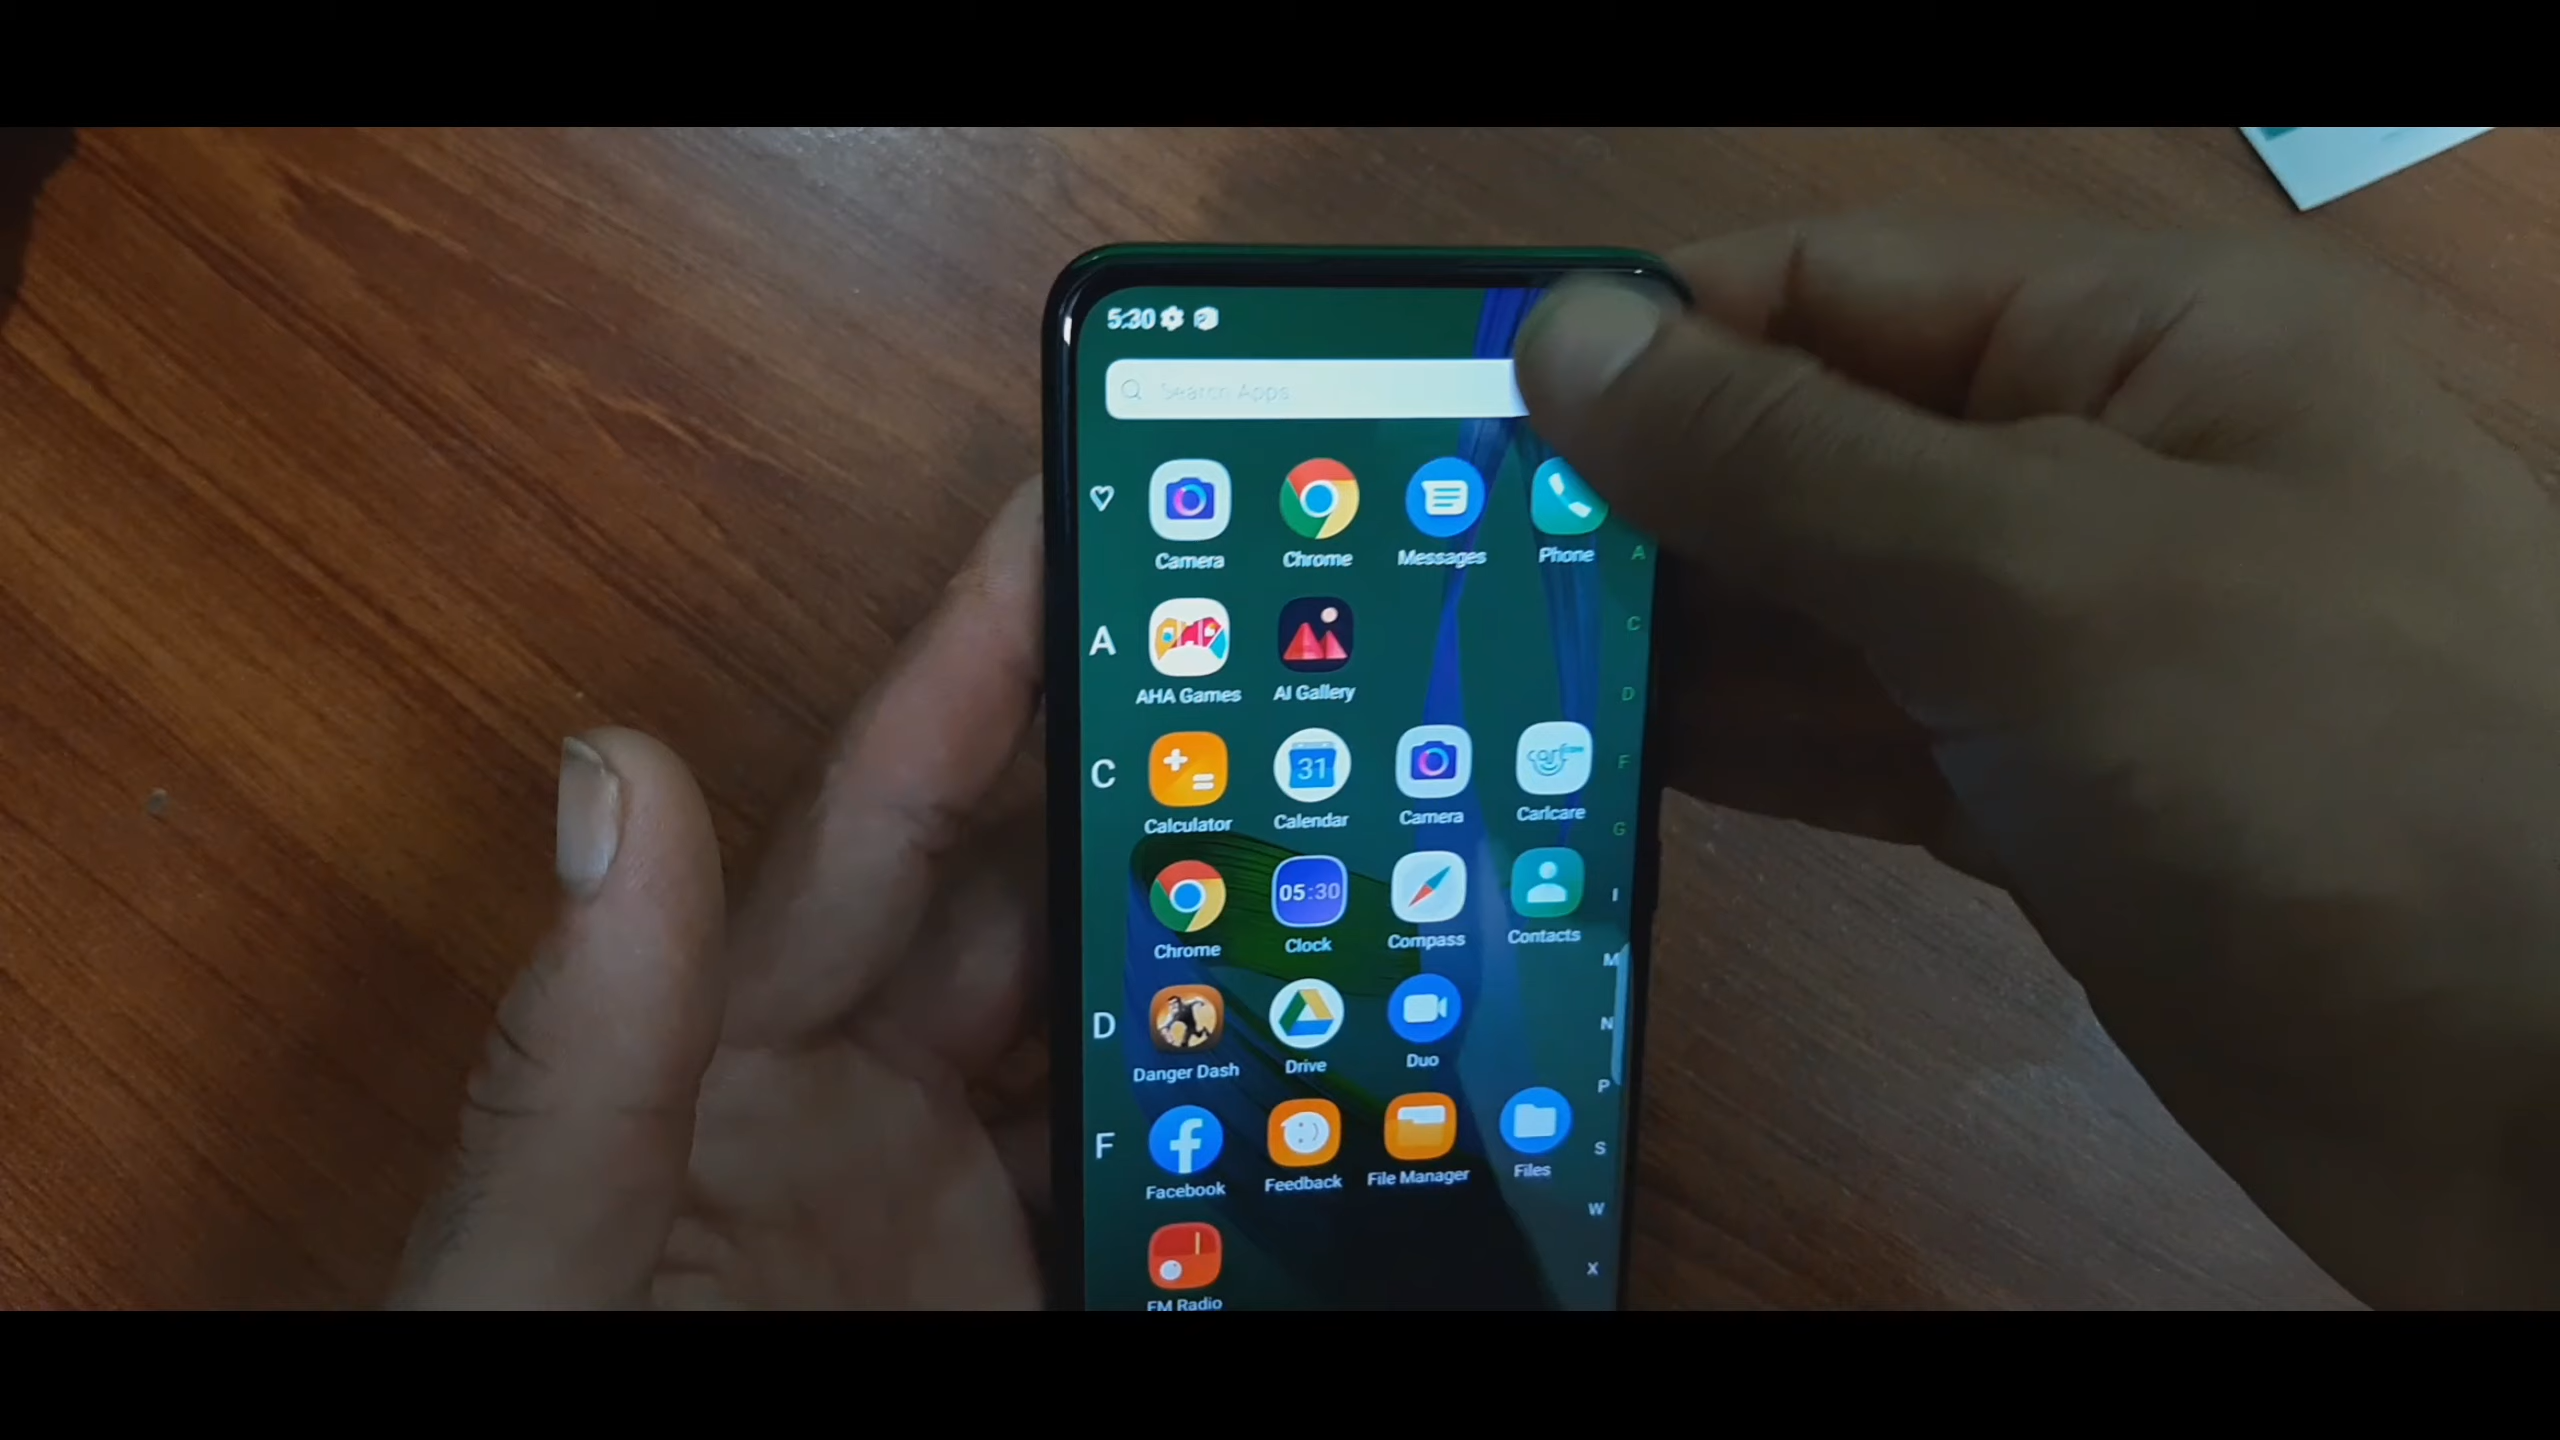 5:30
Search Apps
Camera Chrome Messages Phone
A
A
AHA Games AI Gallery
C
D
C
31
carlcare
F
Calculator Calendar Camera Carlcare
G
05:30
I
Chrome Clock Compass Contacts
M
D
N
Danger Dash Drive Duo
P
F
S
Facebook Feedback File Manager Files
W
X
FM Radio